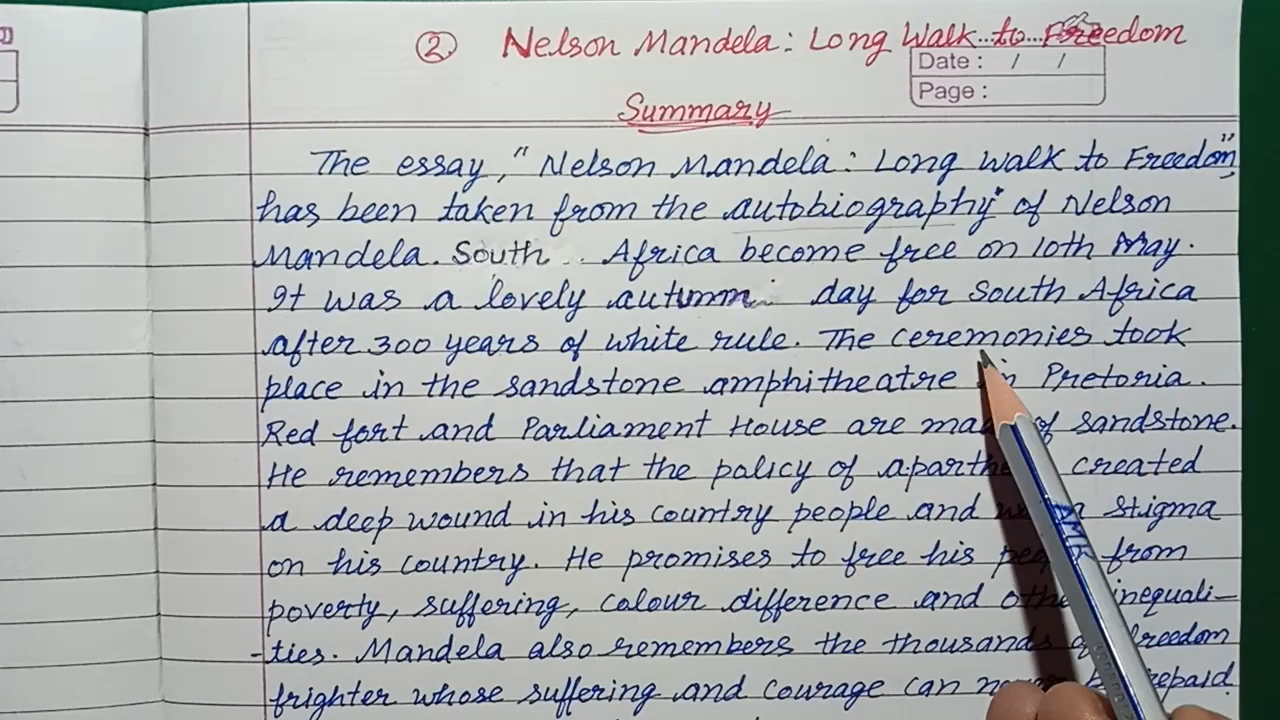 ② Nelson Mandela: Long Walk to Freedom
Date: / /
Page:
Summary
The essay, "Nelson Mandela: Long Walk to Freedom",
has been taken from the autobiography of Nelson
Mandela. South Africa become free on 10th May.
It was a lovely autumn day for South Africa
after 300 years of white rule. The ceremonies took
place in the sandstone amphitheatre in Pretoria.
Red fort and Parliament House are of sandstone.
He remembers that the policy of created
a deep wound in his country people and stigma
on his country. He promises to free his from
poverty, suffering, colour difference and inequali-
-ties. Mandela also remembers the thousands freedom
frighter whose suffering and courage can repaid.
AMK